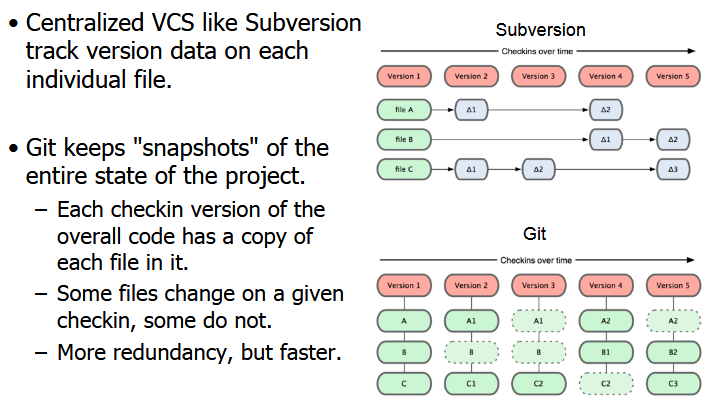 • Centralized VCS like Subversion
track version data on each
individual file.
• Git keeps "snapshots" of the
entire state of the project.
– Each checkin version of the
overall code has a copy of
each file in it.
– Some files change on a given
checkin, some do not.
– More redundancy, but faster.
Subversion
Checkins over time
Version 1 Version 2 Version 3 Version 4 Version 5
file A Δ1 Δ2
file B Δ1 Δ2
file C Δ1 Δ2 Δ3
Git
Checkins over time
Version 1 Version 2 Version 3 Version 4 Version 5
A A1 A1 A2 A2
B B B B1 B2
C C1 C2 C2 C3